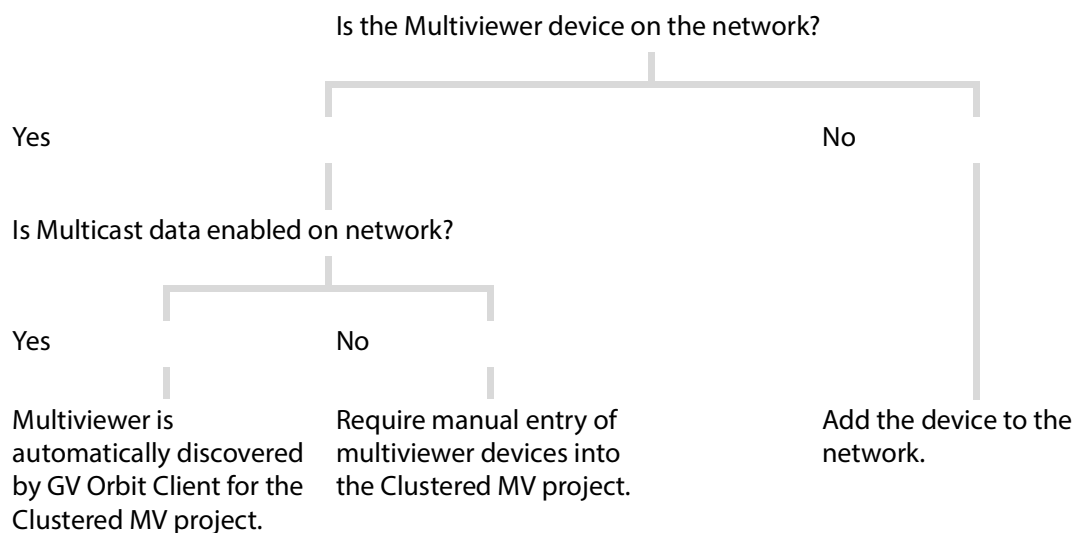 Is the Multiviewer device on the network?
Yes
No
Is Multicast data enabled on network?
Yes
No
Multiviewer is
automatically discovered
by GV Orbit Client for the
Clustered MV project.
Require manual entry of
multiviewer devices into
the Clustered MV project.
Add the device to the
network.